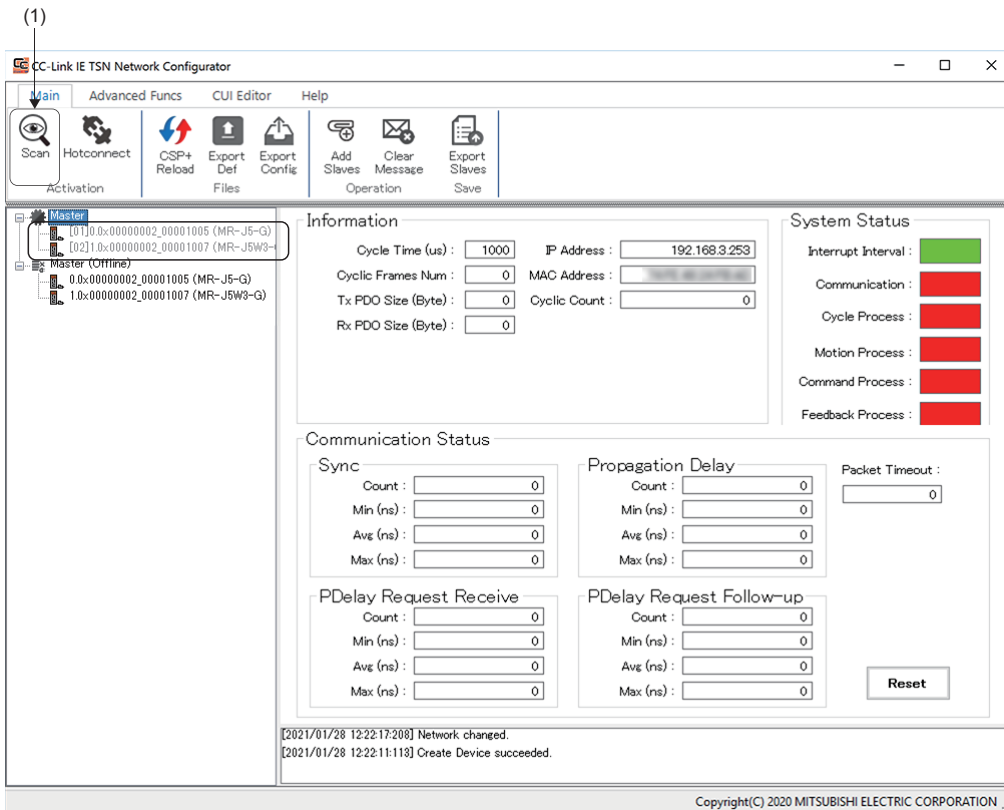 (1)
CC-Link IE TSN Network Configurator
Main Advanced Funcs CUI Editor Help
Scan Hotconnect CSP+ Reload Export Def Export Config Add Slaves Clear Message Export Slaves
Activation Files Operation Save
Master
[01]0.0x00000002_00001005 (MR-J5-G)
[02]1.0x00000002_00001007 (MR-J5W3-
Master (Offline)
0.0x00000002_00001005 (MR-J5-G)
1.0x00000002_00001007 (MR-J5W3-G)
Information
Cycle Time (us) : 1000 IP Address : 192.168.3.253
Cyclic Frames Num : 0 MAC Address :
Tx PDO Size (Byte) : 0 Cyclic Count : 0
Rx PDO Size (Byte) : 0
System Status
Interrupt Interval :
Communication :
Cycle Process :
Motion Process :
Command Process :
Feedback Process :
Communication Status
Sync
Count : 0
Min (ns) : 0
Avg (ns) : 0
Max (ns) : 0
Propagation Delay
Count : 0
Min (ns) : 0
Avg (ns) : 0
Max (ns) : 0
Packet Timeout :
0
PDelay Request Receive
Count : 0
Min (ns) : 0
Avg (ns) : 0
Max (ns) : 0
PDelay Request Follow-up
Count : 0
Min (ns) : 0
Avg (ns) : 0
Max (ns) : 0
Reset
[2021/01/28 12:22:17:208] Network changed.
[2021/01/28 12:22:11:113] Create Device succeeded.
Copyright(C) 2020 MITSUBISHI ELECTRIC CORPORATION